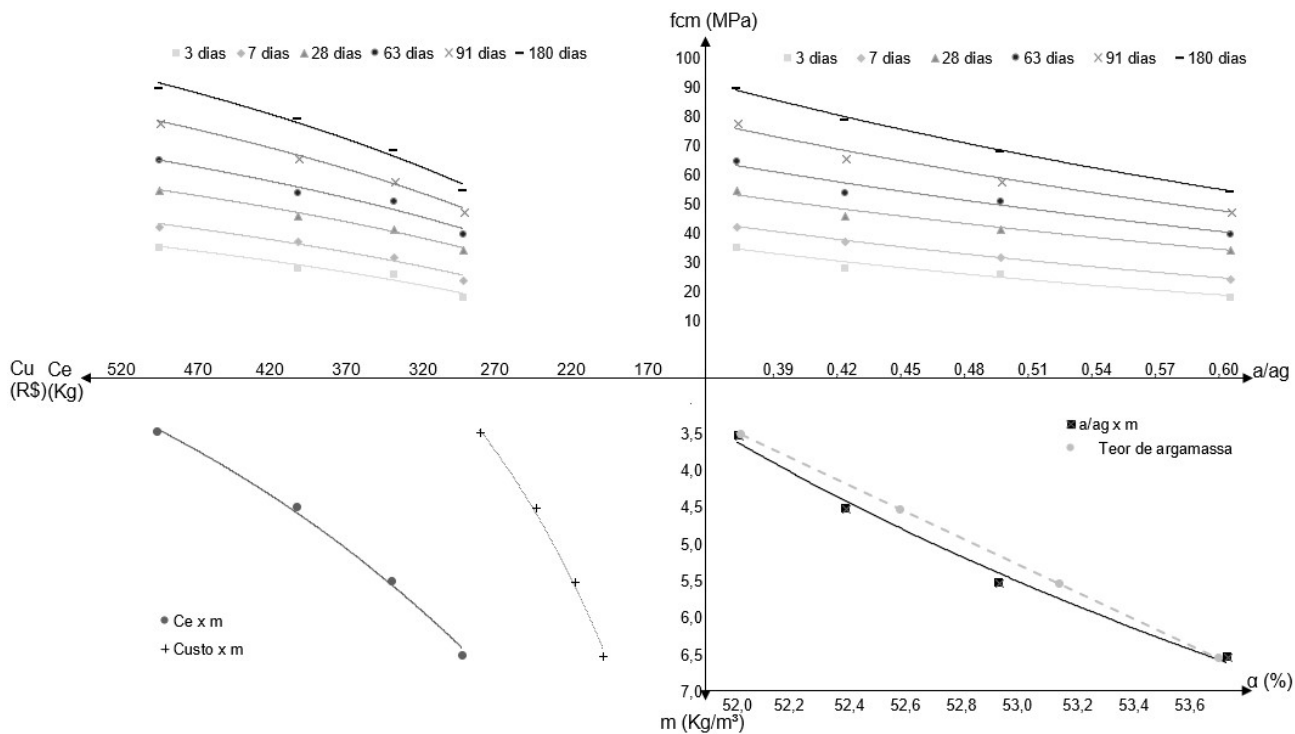 fcm (MPa)
3 dias 7 dias 28 dias 63 dias 91 dias 180 dias
3 dias 7 dias 28 dias 63 dias 91 dias 180 dias
100
90
80
70
60
50
40
30
20
10
Cu Ce 520 470 420 370 320 270 220 170
(R$) (Kg)
0,39 0,42 0,45 0,48 0,51 0,54 0,57 0,60 a/ag
3,5
4,0
4,5
5,0
5,5
6,0
6,5
7,0
a/ag x m
Teor de argamassa
Ce x m
Custo x m
α (%)
52,0 52,2 52,4 52,6 52,8 53,0 53,2 53,4 53,6
m (Kg/m³)